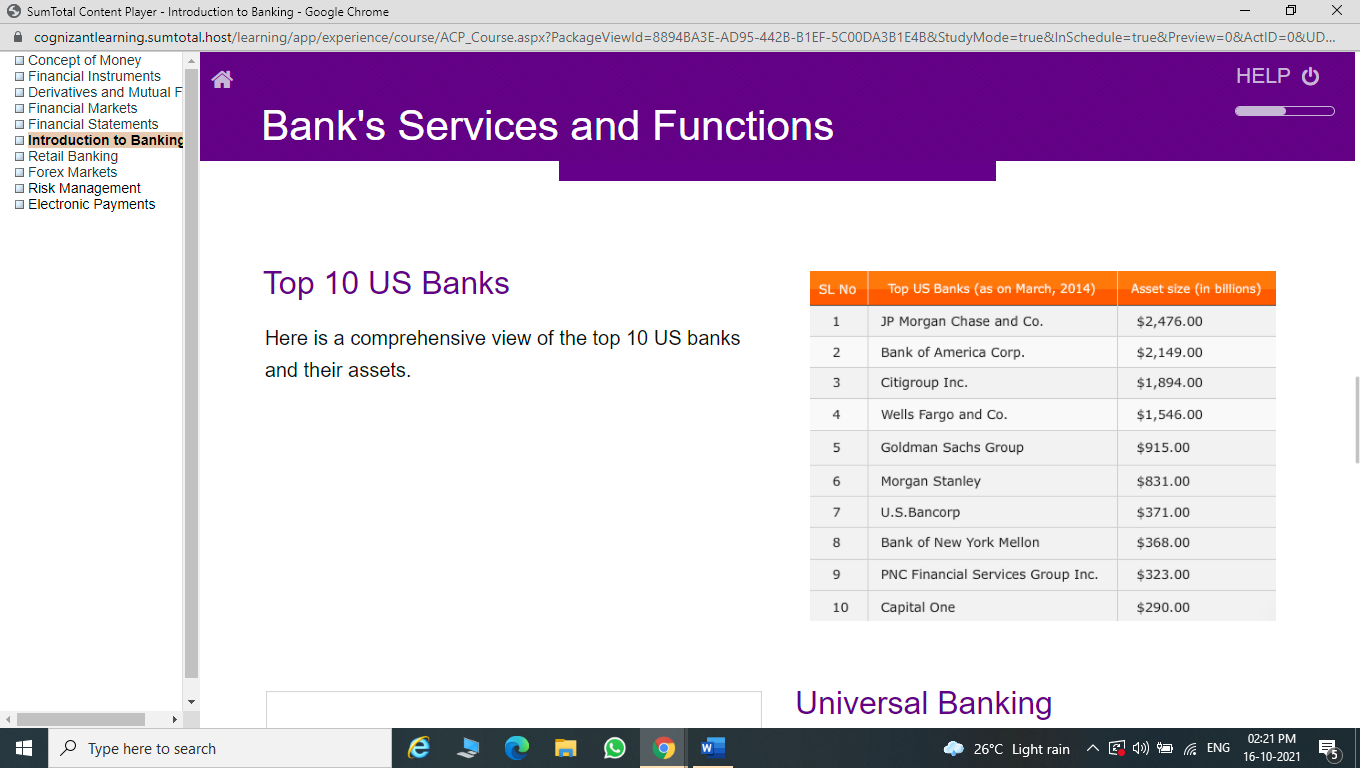 SumTotal Content Player - Introduction to Banking - Google Chrome
cognizantlearning.sumtotal.host/learning/app/experience/course/ACP_Course.aspx?PackageViewId=8894BA3E-AD95-442B-B1EF-5C00DA3B1E4B&StudyMode=true&InSchedule=true&Preview=0&ActID=0&UD...
Concept of Money
Financial Instruments
Derivatives and Mutual F
Financial Markets
Financial Statements
Introduction to Banking
Retail Banking
Forex Markets
Risk Management
Electronic Payments
HELP
Bank's Services and Functions
Top 10 US Banks
Here is a comprehensive view of the top 10 US banks
and their assets.
SL No Top US Banks (as on March, 2014) Asset size (in billions)
1 JP Morgan Chase and Co. $2,476.00
2 Bank of America Corp. $2,149.00
3 Citigroup Inc. $1,894.00
4 Wells Fargo and Co. $1,546.00
5 Goldman Sachs Group $915.00
6 Morgan Stanley $831.00
7 U.S.Bancorp $371.00
8 Bank of New York Mellon $368.00
9 PNC Financial Services Group Inc. $323.00
10 Capital One $290.00
Universal Banking
Type here to search
26°C Light rain
ENG
02:21 PM
16-10-2021
5